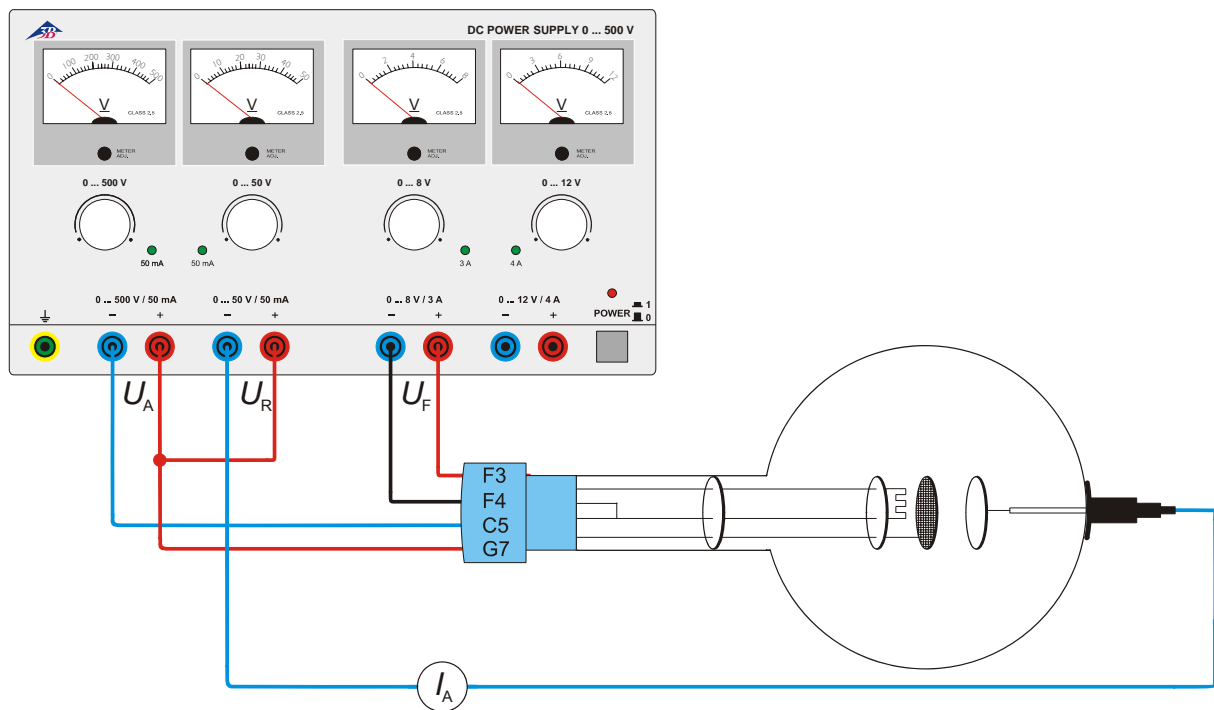 3B
DC POWER SUPPLY 0 ... 500 V
0 100 200 300 400 500
V
CLASS 2,5
METER
ADJ.
0 10 20 30 40 50
V
CLASS 2,5
METER
ADJ.
0 2 4 6 8
V
CLASS 2,5
METER
ADJ.
0 3 6 9 12
V
CLASS 2,5
METER
ADJ.
0 ... 500 V
0 ... 50 V
0 ... 8 V
0 ... 12 V
50 mA
50 mA
3 A
4 A
0 ... 500 V / 50 mA
0 ... 50 V / 50 mA
0 ... 8 V / 3 A
0 ... 12 V / 4 A
− +
− +
− +
− +
POWER
1
0
UA
UR
UF
F3
F4
C5
G7
IA